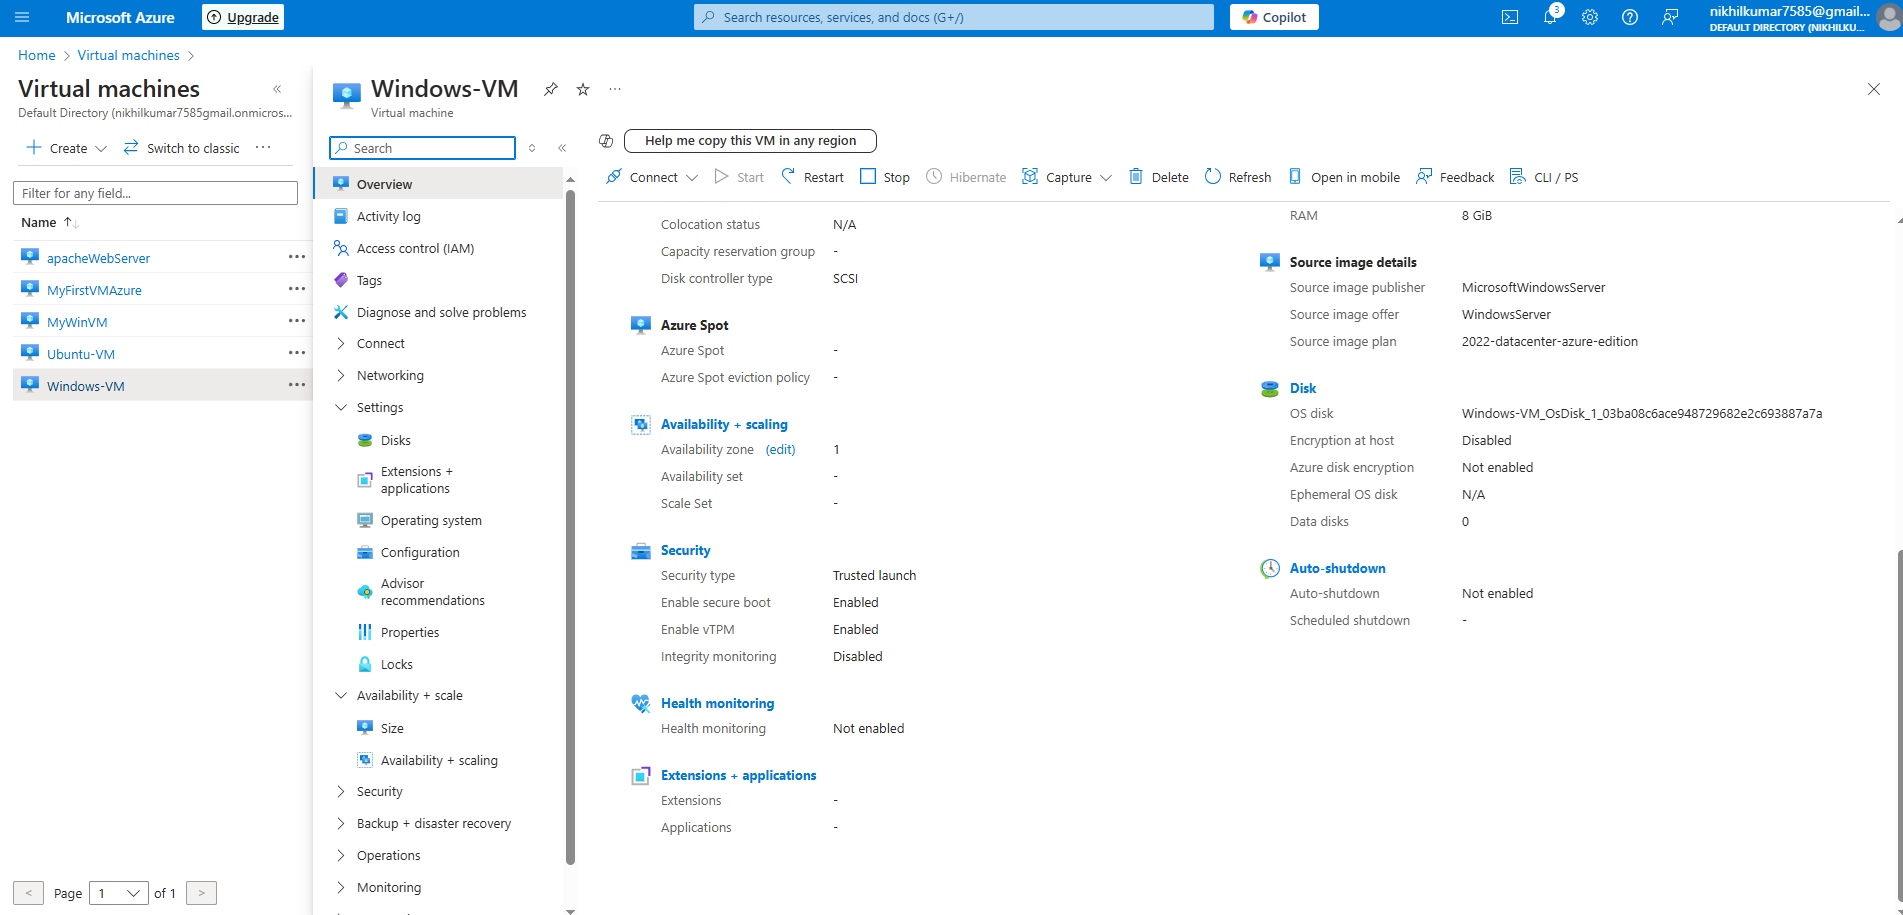 Microsoft Azure
Upgrade
Search resources, services, and docs (G+/)
Copilot
3
nikhilkumar7585@gmail...
DEFAULT DIRECTORY (NIKHILKU...
Home > Virtual machines >
Virtual machines
Default Directory (nikhilkumar7585gmail.onmicros...
Create
Switch to classic
Filter for any field...
Name
apacheWebServer
MyFirstVMAzure
MyWinVM
Ubuntu-VM
Windows-VM
< Page 1 of 1 >
Windows-VM
Virtual machine
Search
Overview
Activity log
Access control (IAM)
Tags
Diagnose and solve problems
Connect
Networking
Settings
Disks
Extensions +
applications
Operating system
Configuration
Advisor
recommendations
Properties
Locks
Availability + scale
Size
Availability + scaling
Security
Backup + disaster recovery
Operations
Monitoring
Help me copy this VM in any region
Connect
Start
Restart
Stop
Hibernate
Capture
Delete
Refresh
Open in mobile
Feedback
CLI / PS
Colocation status N/A
Capacity reservation group -
Disk controller type SCSI
Azure Spot
Azure Spot -
Azure Spot eviction policy -
Availability + scaling
Availability zone (edit) 1
Availability set -
Scale Set -
Security
Security type Trusted launch
Enable secure boot Enabled
Enable vTPM Enabled
Integrity monitoring Disabled
Health monitoring
Health monitoring Not enabled
Extensions + applications
Extensions -
Applications -
RAM 8 GiB
Source image details
Source image publisher MicrosoftWindowsServer
Source image offer WindowsServer
Source image plan 2022-datacenter-azure-edition
Disk
OS disk Windows-VM_OsDisk_1_03ba08c6ace948729682e2c693887a7a
Encryption at host Disabled
Azure disk encryption Not enabled
Ephemeral OS disk N/A
Data disks 0
Auto-shutdown
Auto-shutdown Not enabled
Scheduled shutdown -